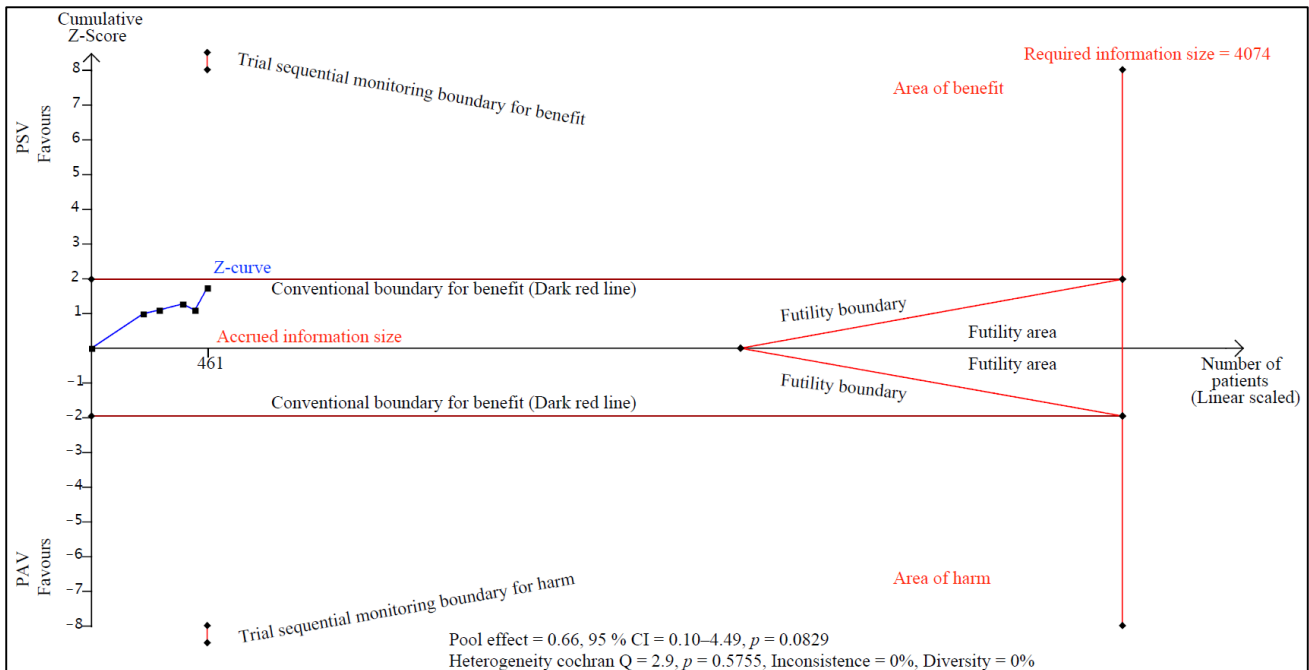 Cumulative
Z-Score
PSV
Favours
PAV
Favours
8
7
6
5
4
3
2
1
-1
-2
-3
-4
-5
-6
-7
-8
Trial sequential monitoring boundary for benefit
Required information size = 4074
Area of benefit
Z-curve
Conventional boundary for benefit (Dark red line)
Futility boundary
Accrued information size
Futility area
461
Futility area
Number of
patients
(Linear scaled)
Futility boundary
Conventional boundary for benefit (Dark red line)
Area of harm
Trial sequential monitoring boundary for harm
Pool effect = 0.66, 95 % CI = 0.10–4.49, p = 0.0829
Heterogeneity cochran Q = 2.9, p = 0.5755, Inconsistence = 0%, Diversity = 0%